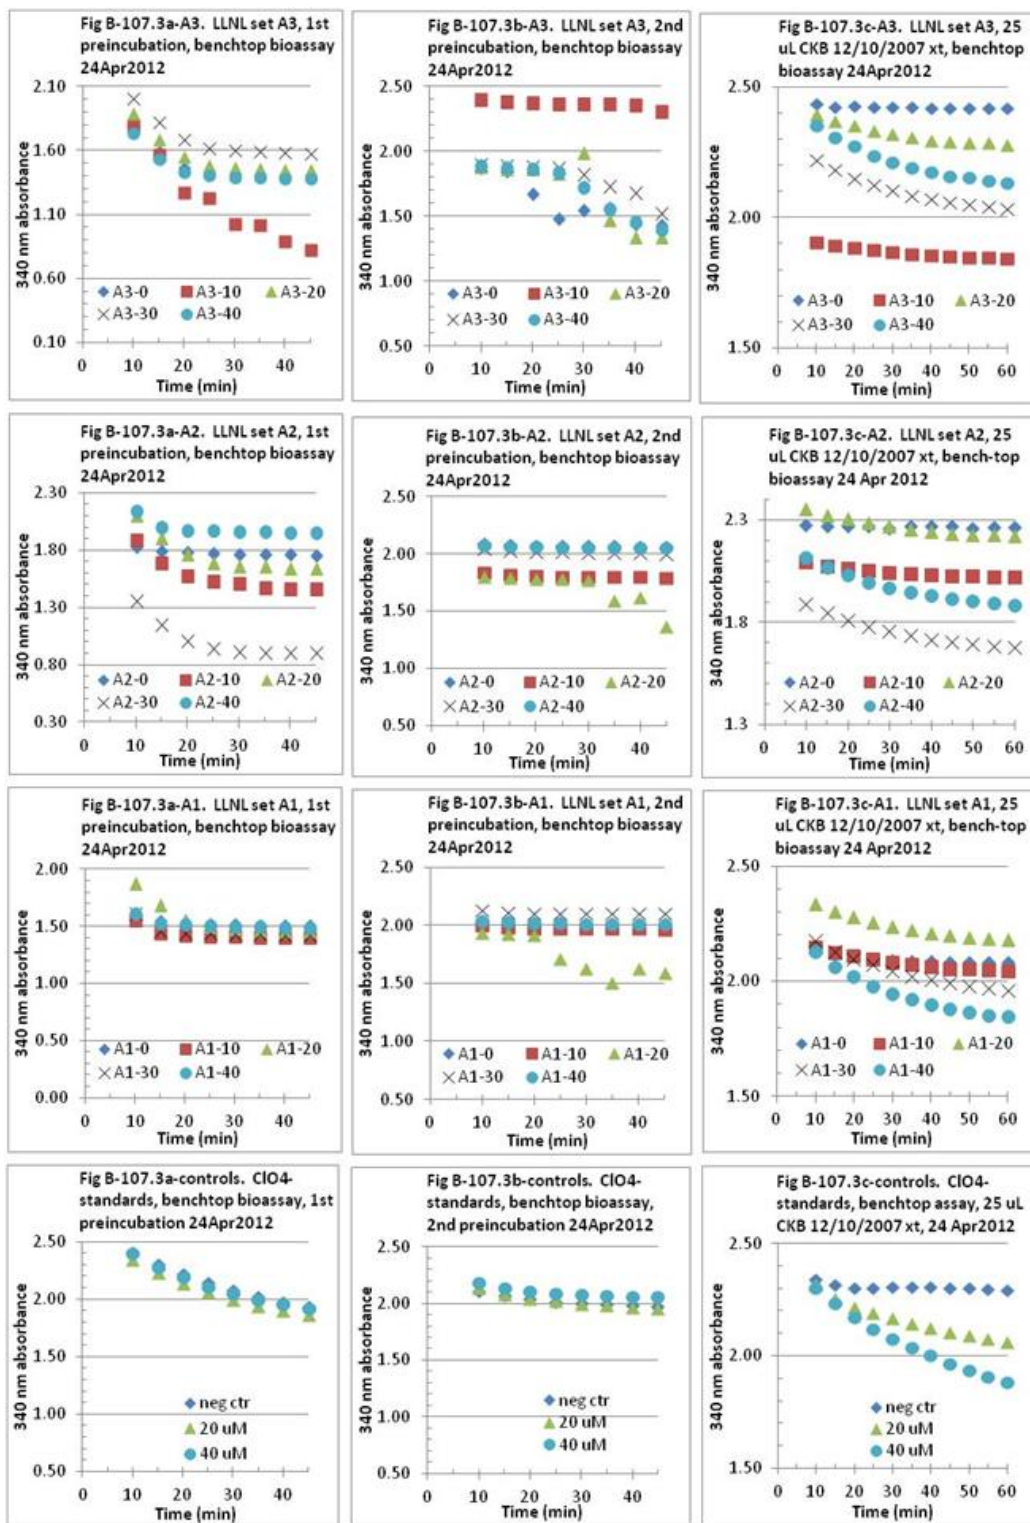 Fig B-107.3a-A3. LLNL set A3, 1st
preincubation, benchtop bioassay
24Apr2012
2.10
1.60
1.10
0.60
0.10
340 nm absorbance
A3-0 A3-10 A3-20
A3-30 A3-40
0 10 20 30 40
Time (min)
Fig B-107.3b-A3. LLNL set A3, 2nd
preincubation, benchtop bioassay
24Apr2012
2.50
2.00
1.50
1.00
0.50
340 nm absorbance
A3-0 A3-10 A3-20
A3-30 A3-40
0 10 20 30 40
Time (min)
Fig B-107.3c-A3. LLNL set A3, 25
uL CKB 12/10/2007 xt, benchtop
bioassay 24Apr2012
2.50
2.00
1.50
340 nm absorbance
A3-0 A3-10 A3-20
A3-30 A3-40
0 10 20 30 40 50 60
Time (min)
Fig B-107.3a-A2. LLNL set A2, 1st
preincubation, benchtop bioassay
24Apr2012
2.30
1.80
1.30
0.80
0.30
340 nm absorbance
A2-0 A2-10 A2-20
A2-30 A2-40
0 10 20 30 40
Time (min)
Fig B-107.3b-A2. LLNL set A2, 2nd
preincubation, benchtop bioassay
24Apr2012
2.50
2.00
1.50
1.00
0.50
340 nm absorbance
A2-0 A2-10 A2-20
A2-30 A2-40
0 10 20 30 40
Time (min)
Fig B-107.3c-A2. LLNL set A2, 25
uL CKB 12/10/2007 xt, bench-top
bioassay 24 Apr 2012
2.3
1.8
1.3
340 nm absorbance
A2-0 A2-10 A2-20
A2-30 A2-40
0 10 20 30 40 50 60
Time (min)
Fig B-107.3a-A1. LLNL set A1, 1st
preincubation, benchtop bioassay
24Apr2012
2.00
1.50
1.00
0.50
0.00
340 nm absorbance
A1-0 A1-10 A1-20
A1-30 A1-40
0 10 20 30 40
Time (min)
Fig B-107.3b-A1. LLNL set A1, 2nd
preincubation, benchtop bioassay
24Apr2012
2.50
2.00
1.50
1.00
0.50
340 nm absorbance
A1-0 A1-10 A1-20
A1-30 A1-40
0 10 20 30 40
Time (min)
Fig B-107.3c-A1. LLNL set A1, 25
uL CKB 12/10/2007 xt, bench-top
bioassay 24 Apr2012
2.50
2.00
1.50
340 nm absorbance
A1-0 A1-10 A1-20
A1-30 A1-40
0 10 20 30 40 50 60
Time (min)
Fig B-107.3a-controls. ClO4-
standards, benchtop bioassay, 1st
preincubation 24Apr2012
2.50
2.00
1.50
1.00
0.50
340 nm absorbance
neg ctr
20 uM
40 uM
0 10 20 30 40
Time (min)
Fig B-107.3b-controls. ClO4-
standards, benchtop bioassay,
2nd preincubation 24Apr2012
2.50
2.00
1.50
1.00
0.50
340 nm absorbance
neg ctr
20 uM
40 uM
0 10 20 30 40
Time (min)
Fig B-107.3c-controls. ClO4-
standards, benchtop assay, 25 uL
CKB 12/10/2007 xt, 24 Apr2012
2.50
2.00
1.50
340 nm absorbance
neg ctr
20 uM
40 uM
0 10 20 30 40 50 60
Time (min)